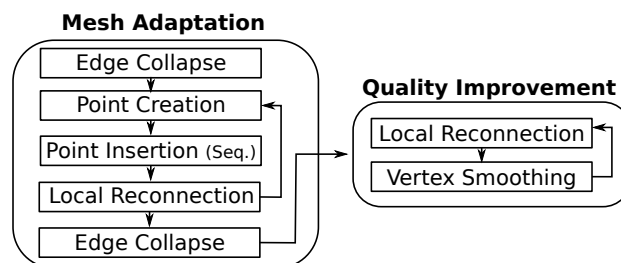 Mesh Adaptation
Edge Collapse
Point Creation
Point Insertion (Seq.)
Local Reconnection
Edge Collapse
Quality Improvement
Local Reconnection
Vertex Smoothing